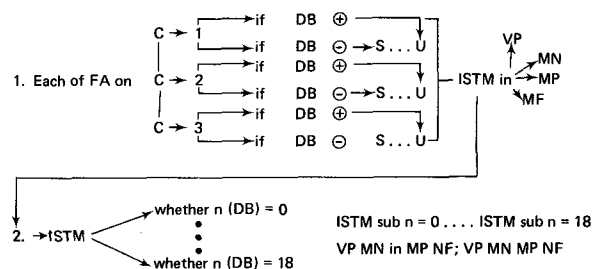 C → 1 → if DB ⊕
→ if DB ⊖ → S . . . U
1. Each of FA on C → 2 → if DB ⊕
→ if DB ⊖ → S . . . U
C → 3 → if DB ⊕
→ if DB ⊖ S . . . U
ISTM in VP MN MP MF
2. → ISTM
whether n (DB) = 0
whether n (DB) = 18
ISTM sub n = 0 . . . . ISTM sub n = 18
VP MN in MP NF; VP MN MP NF